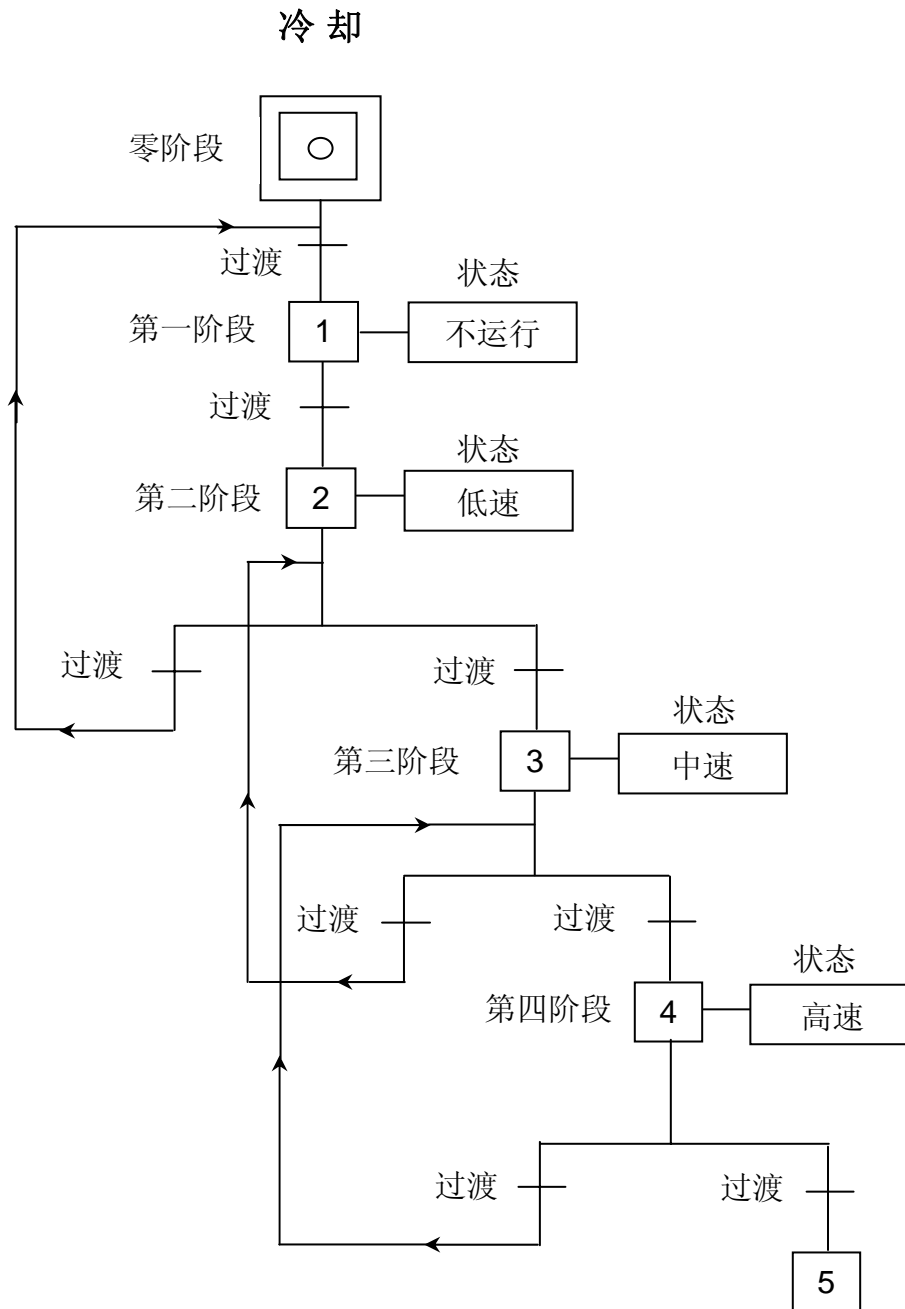 冷却
零阶段
过渡
状态
第一阶段
1
不运行
过渡
状态
第二阶段
2
低速
过渡
过渡
状态
第三阶段
3
中速
过渡
过渡
状态
第四阶段
4
高速
过渡
过渡
5